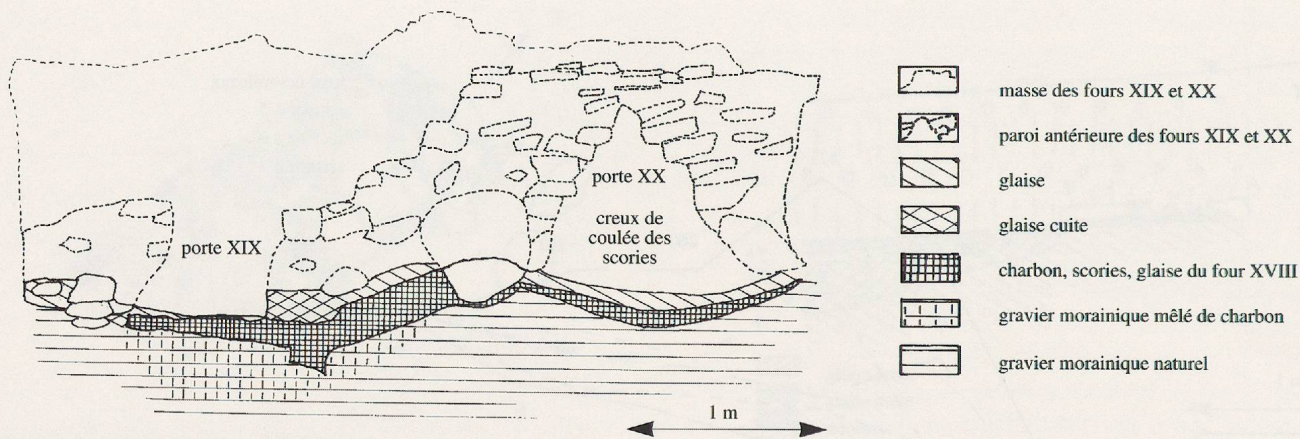 porte XIX
porte XX
creux de
coulée des
scories
masse des fours XIX et XX
paroi antérieure des fours XIX et XX
glaise
glaise cuite
charbon, scories, glaise du four XVIII
gravier morainique mêlé de charbon
gravier morainique naturel
1 m